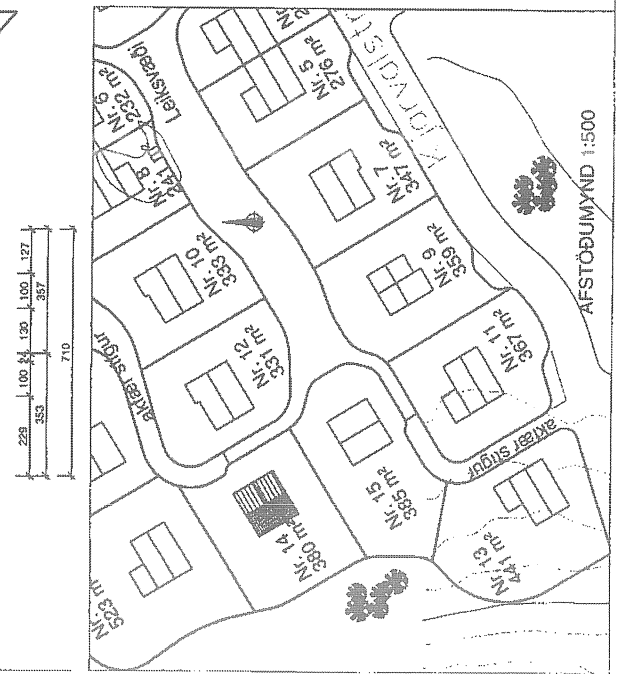 127
100
357
130
24
710
100
353
229
Leiksvæði
Nr. 5
276 m²
Nr. 6
232 m²
Nr. 8
241 m²
Nr. 7
347 m²
Nr. 10
333 m²
Nr. 9
359 m²
Nr. 12
331 m²
Nr. 11
367 m²
akfær stígur
akfær stígur
Nr. 14
380 m²
Nr. 15
385 m²
Nr. 13
441 m²
Nr.
523 m
AFSTÖÐUMYND 1:500